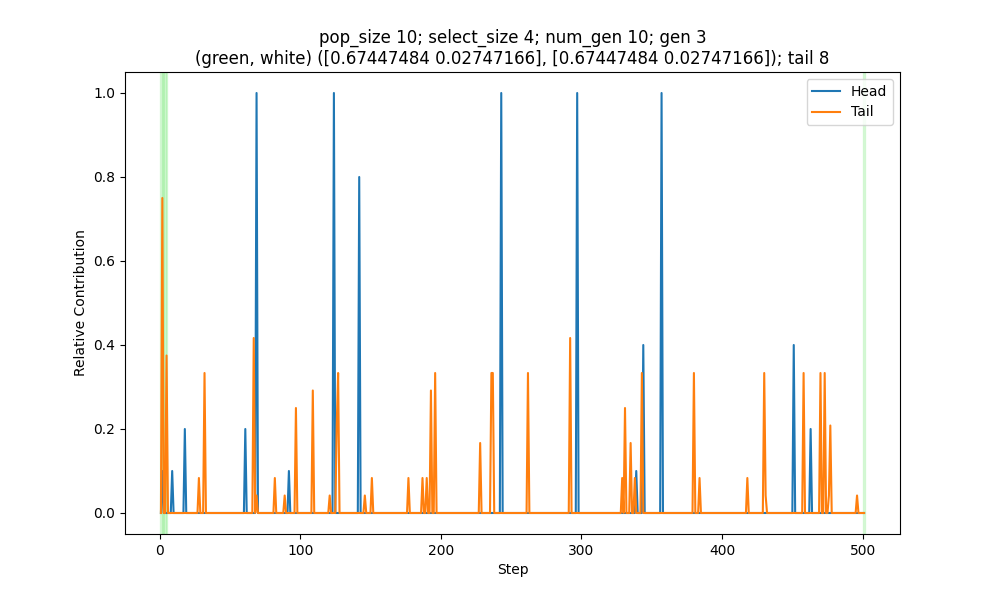 pop_size 10; select_size 4; num_gen 10; gen 3
(green, white) ([0.67447484 0.02747166], [0.67447484 0.02747166]); tail 8
Head
Tail
Relative Contribution
1.0
0.8
0.6
0.4
0.2
0.0
0
100
200
300
400
500
Step